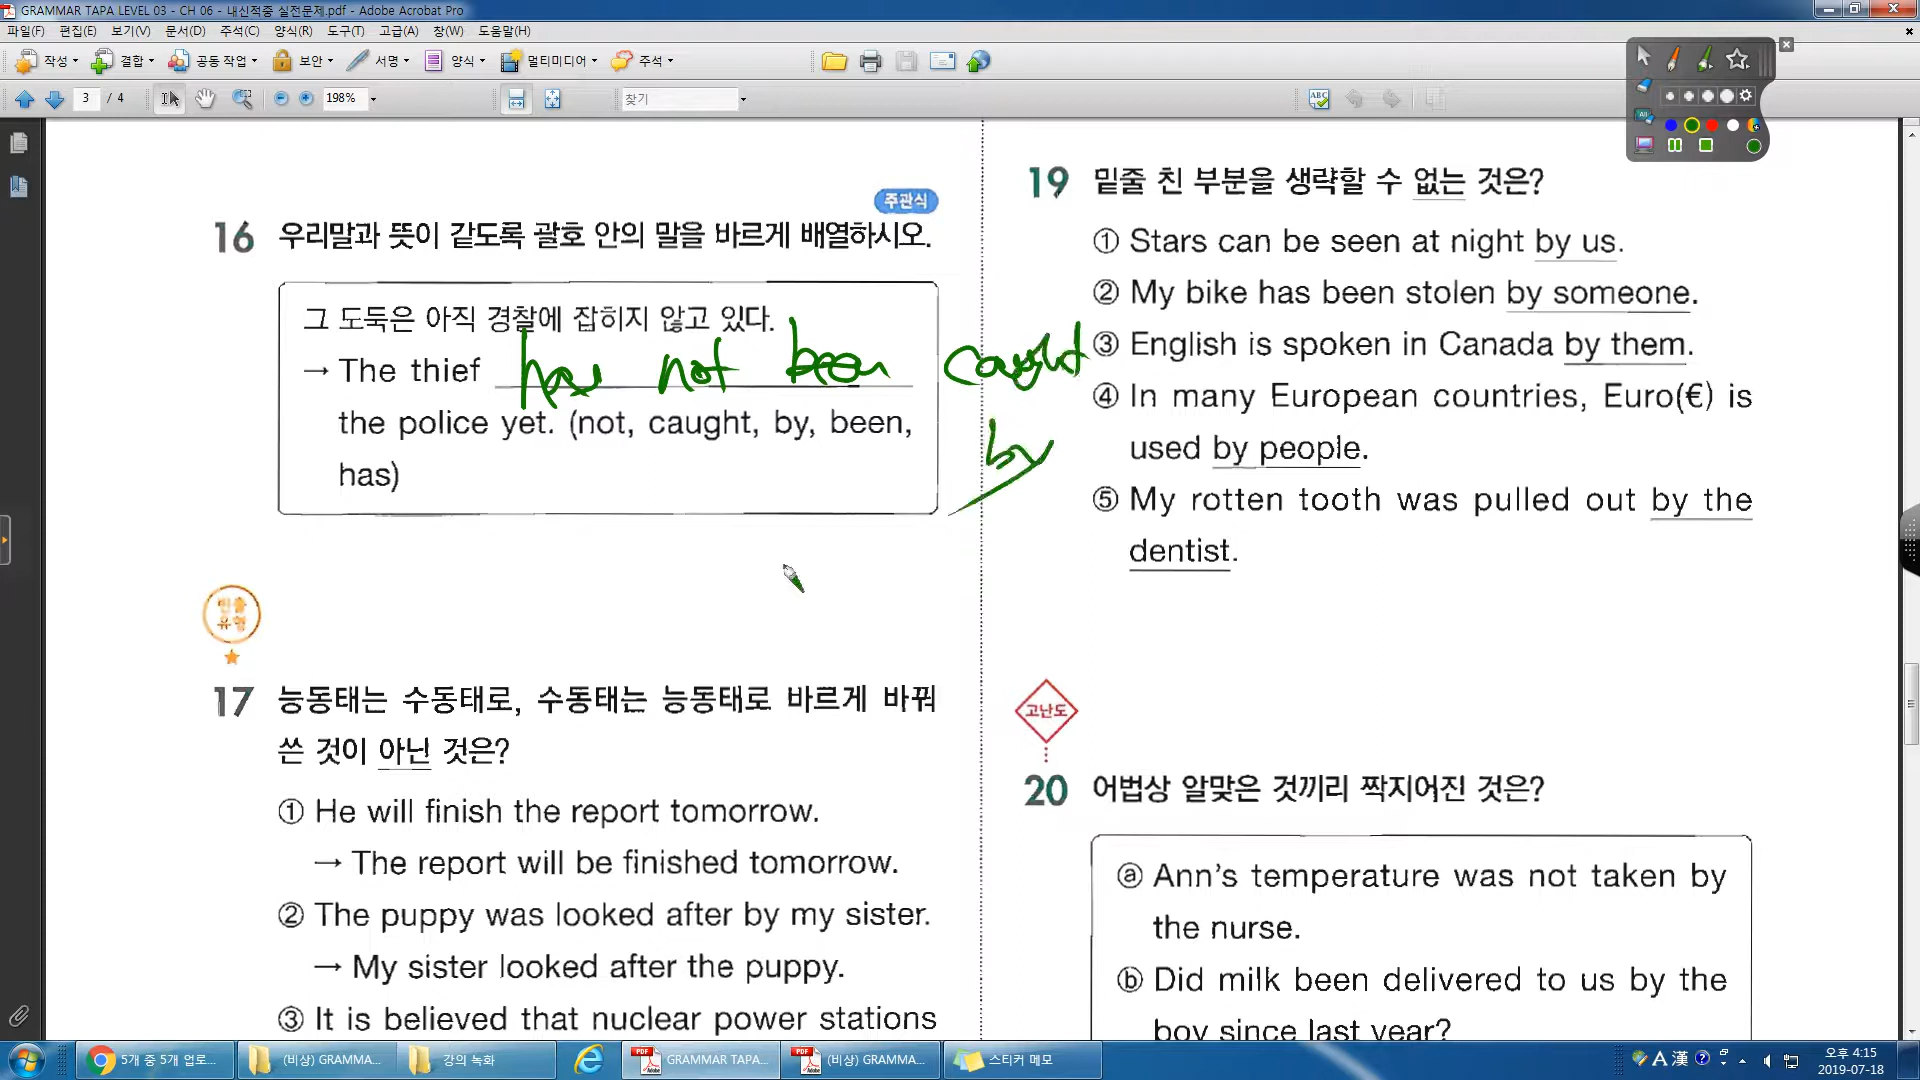 GRAMMAR TAPA LEVEL 03 - CH 06 - 내신적중 실전문제.pdf - Adobe Acrobat Pro
파일(F) 편집(E) 보기(V) 문서(D) 주석(C) 양식(R) 도구(T) 고급(A) 창(W) 도움말(H)
작성 결합 공동 작업 보안 서명 양식 멀티미디어 주석
3 / 4 198% 찾기
주관식
16 우리말과 뜻이 같도록 괄호 안의 말을 바르게 배열하시오.
그 도둑은 아직 경찰에 잡히지 않고 있다.
→ The thief has not been caught
by
the police yet. (not, caught, by, been,
has)
빈출
유형
17 능동태는 수동태로, 수동태는 능동태로 바르게 바꿔
쓴 것이 아닌 것은?
① He will finish the report tomorrow.
→ The report will be finished tomorrow.
② The puppy was looked after by my sister.
→ My sister looked after the puppy.
③ It is believed that nuclear power stations
19 밑줄 친 부분을 생략할 수 없는 것은?
① Stars can be seen at night by us.
② My bike has been stolen by someone.
③ English is spoken in Canada by them.
④ In many European countries, Euro(€) is
used by people.
⑤ My rotten tooth was pulled out by the
dentist.
고난도
20 어법상 알맞은 것끼리 짝지어진 것은?
ⓐ Ann's temperature was not taken by
the nurse.
ⓑ Did milk been delivered to us by the
boy since last year?
5개 중 5개 업로... (비상) GRAMMA... 강의 녹화 GRAMMAR TAPA... (비상) GRAMMA... 스티커 메모
A 漢
오후 4:15
2019-07-18